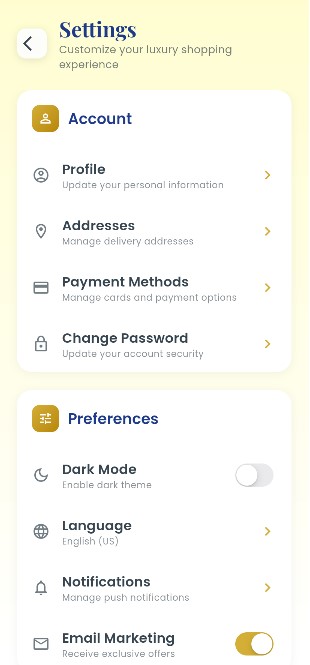 Settings
Customize your luxury shopping
experience
Account
Profile
Update your personal information
Addresses
Manage delivery addresses
Payment Methods
Manage cards and payment options
Change Password
Update your account security
Preferences
Dark Mode
Enable dark theme
Language
English (US)
Notifications
Manage push notifications
Email Marketing
Receive exclusive offers